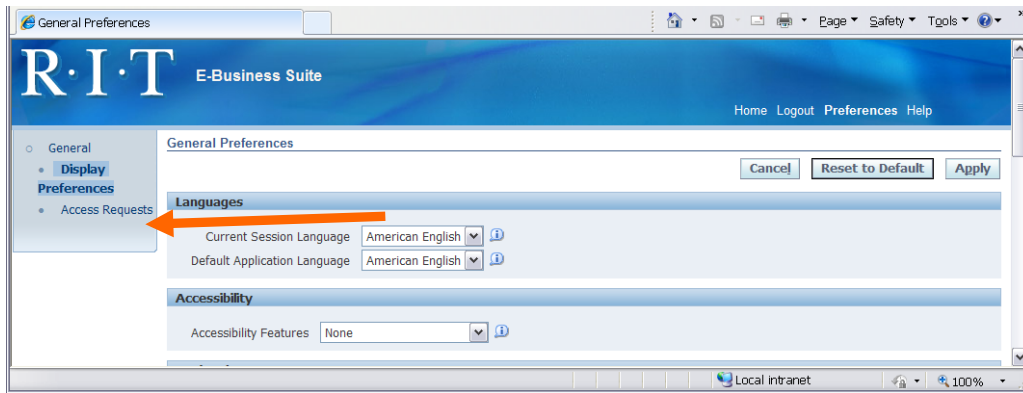 General Preferences
Page Safety Tools
R·I·T E-Business Suite
Home Logout Preferences Help
General
Display
Preferences
Access Requests
General Preferences
Cancel Reset to Default Apply
Languages
Current Session Language American English
Default Application Language American English
Accessibility
Accessibility Features None
Local intranet 100%